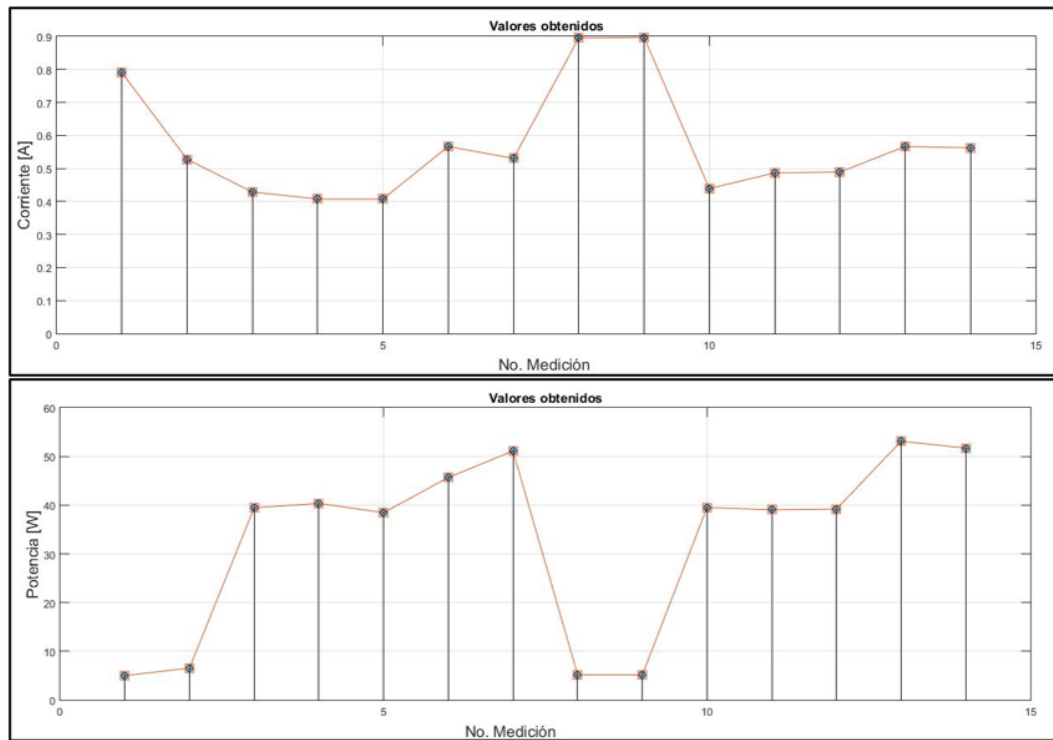 Valores obtenidos
0.9
0.8
0.7
0.6
0.5
0.4
0.3
0.2
0.1
0
Corriente [A]
0 5 10 15
No. Medición
Valores obtenidos
60
50
40
30
20
10
0
Potencia [W]
0 5 10 15
No. Medición